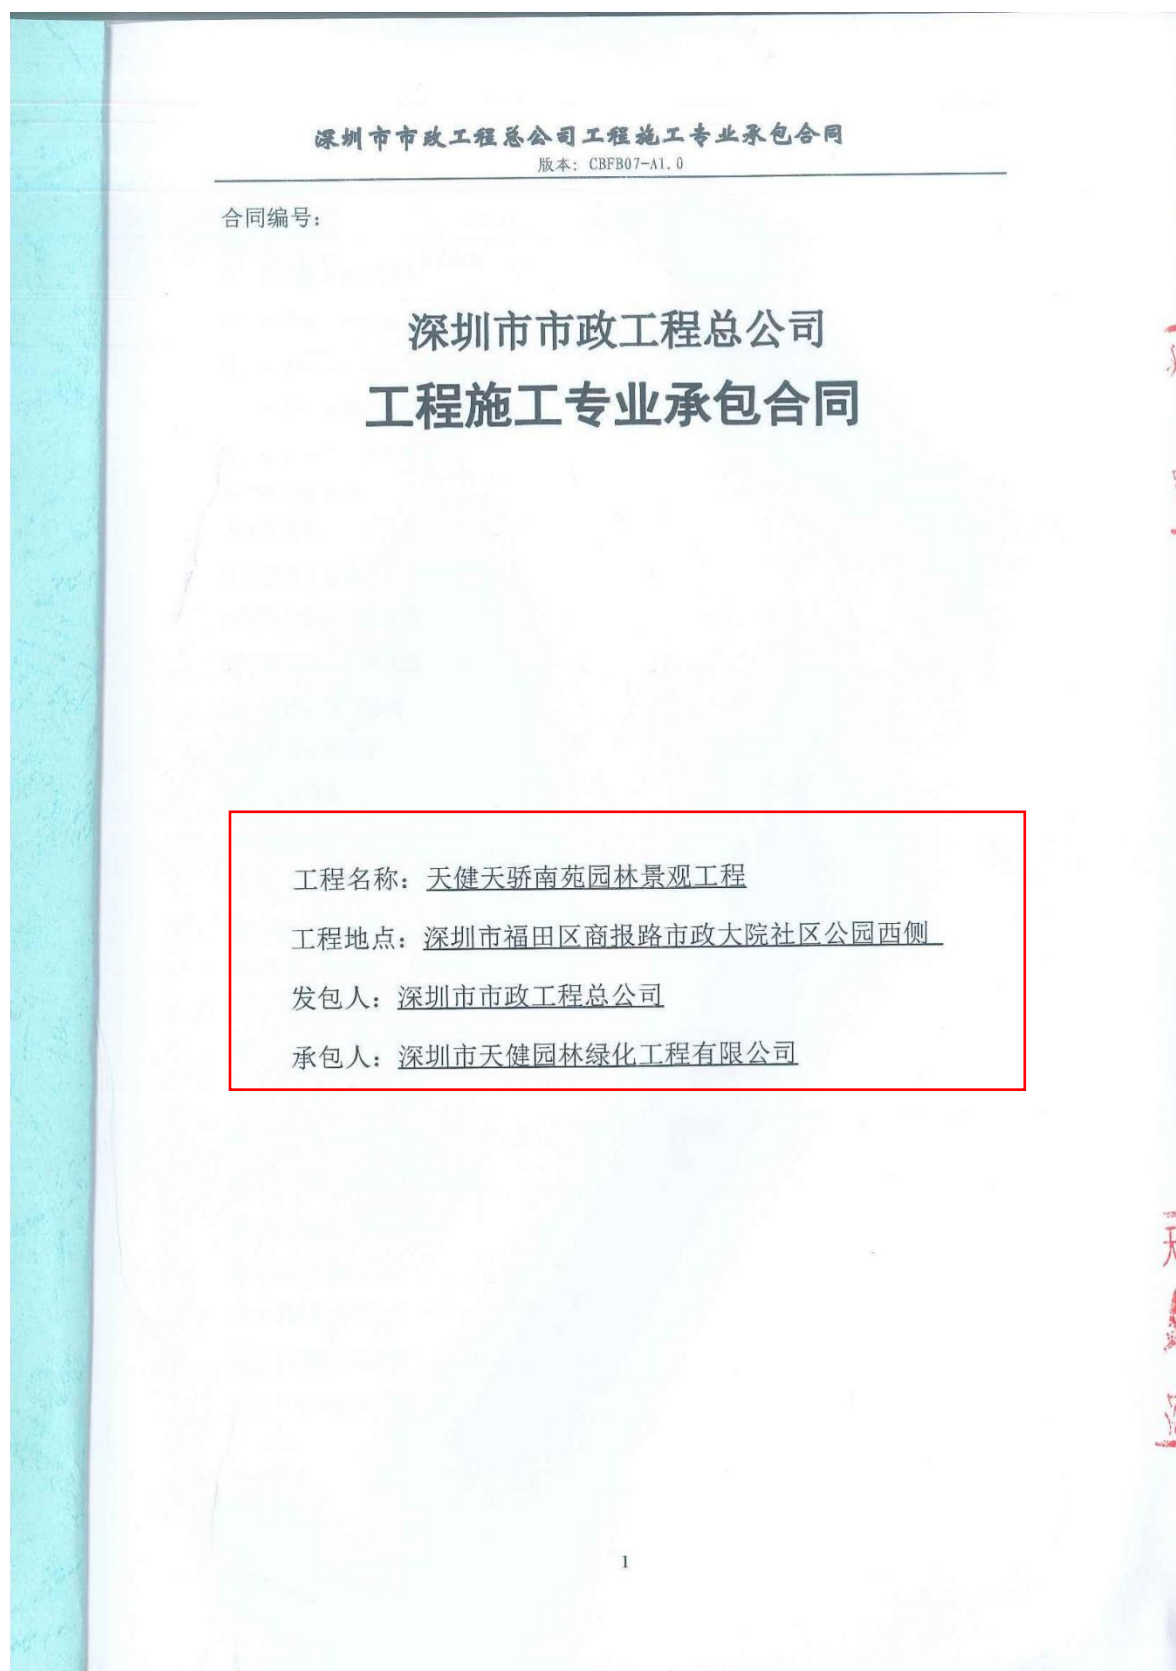 深圳市市政工程总公司工程施工专业承包合同
版本：CBFB07-A1.0
合同编号：
深圳市市政工程总公司
工程施工专业承包合同
工程名称：天健天骄南苑园林景观工程
工程地点：深圳市福田区商报路市政大院社区公园西侧
发包人：深圳市市政工程总公司
承包人：深圳市天健园林绿化工程有限公司
1